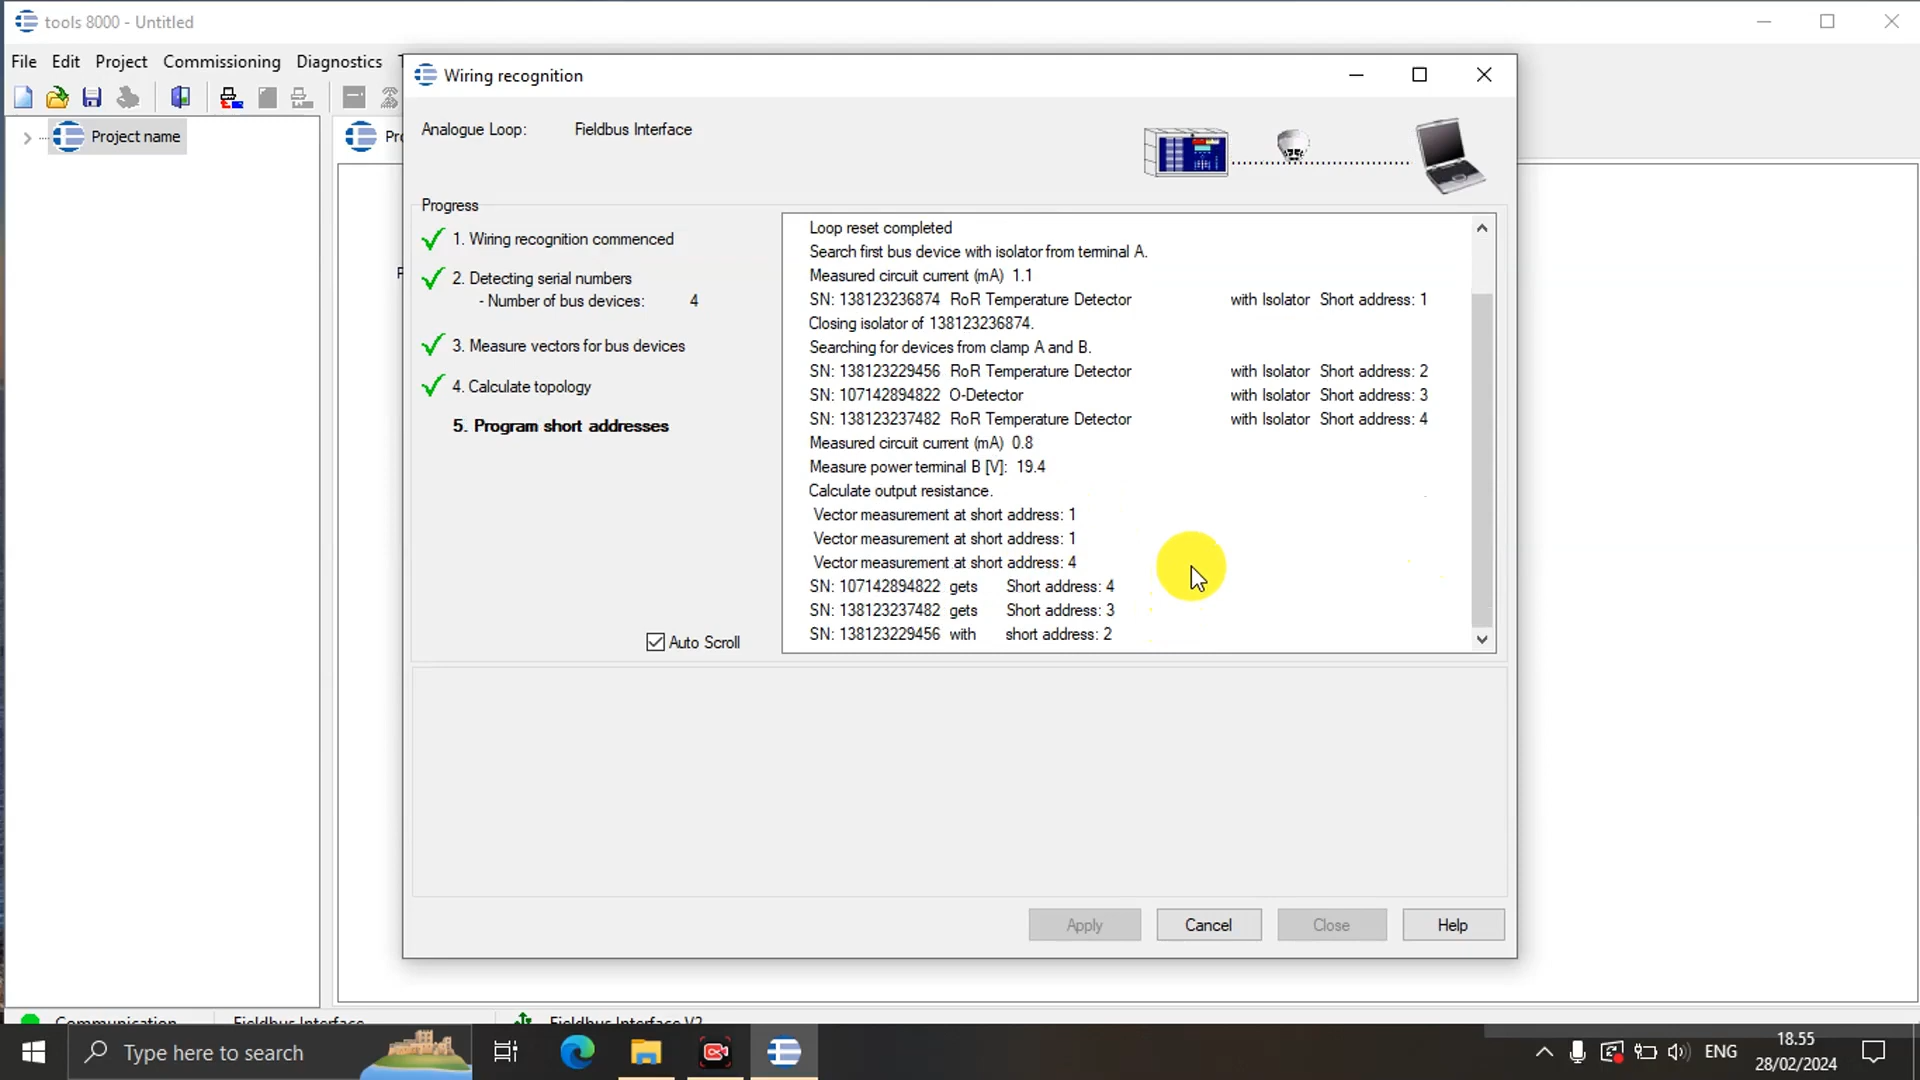 tools 8000 - Untitled
File Edit Project Commissioning Diagnostics
Wiring recognition
Project name
Analogue Loop: Fieldbus Interface
Progress
1. Wiring recognition commenced
2. Detecting serial numbers
- Number of bus devices: 4
3. Measure vectors for bus devices
4. Calculate topology
5. Program short addresses
Auto Scroll
Loop reset completed
Search first bus device with isolator from terminal A.
Measured circuit current (mA) 1.1
SN: 138123236874 RoR Temperature Detector with Isolator Short address: 1
Closing isolator of 138123236874.
Searching for devices from clamp A and B.
SN: 138123229456 RoR Temperature Detector with Isolator Short address: 2
SN: 107142894822 O-Detector with Isolator Short address: 3
SN: 138123237482 RoR Temperature Detector with Isolator Short address: 4
Measured circuit current (mA) 0.8
Measure power terminal B [V]: 19.4
Calculate output resistance.
Vector measurement at short address: 1
Vector measurement at short address: 1
Vector measurement at short address: 4
SN: 107142894822 gets Short address: 4
SN: 138123237482 gets Short address: 3
SN: 138123229456 with short address: 2
Apply Cancel Close Help
Communication Fieldbus Interface Fieldbus Interface V2
Type here to search
ENG
18.55
28/02/2024